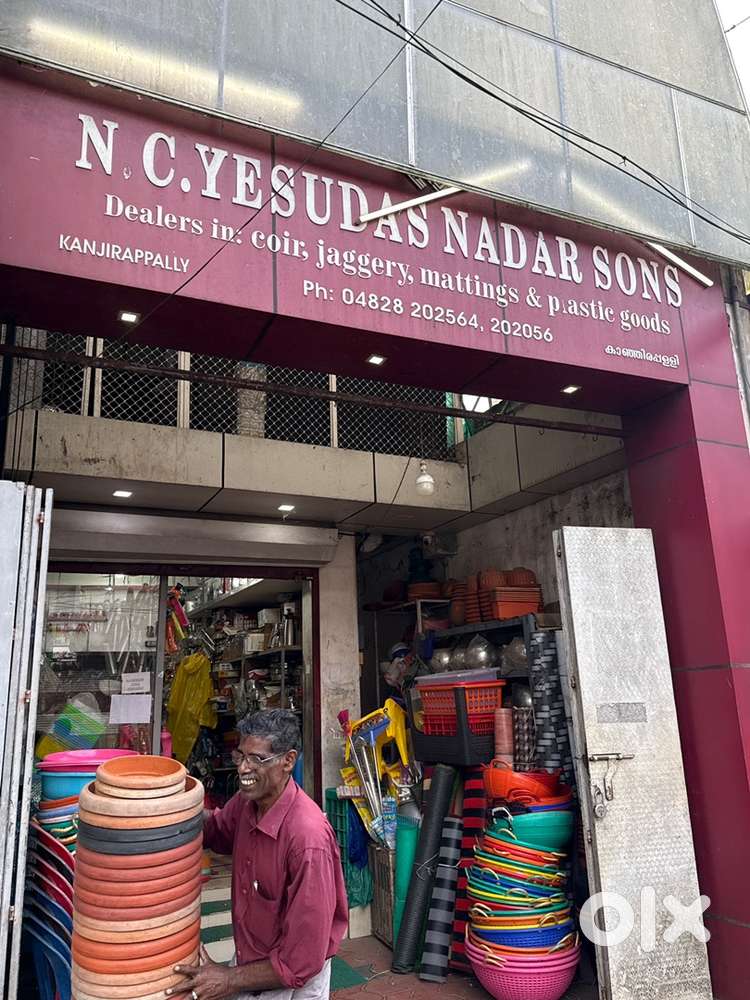 N.C.YESUDAS NADAR SONS
Dealers in: coir, jaggery, mattings & plastic goods
KANJIRAPPALLY
Ph: 04828 202564, 202056
കാഞ്ഞിരപ്പള്ളി
olx